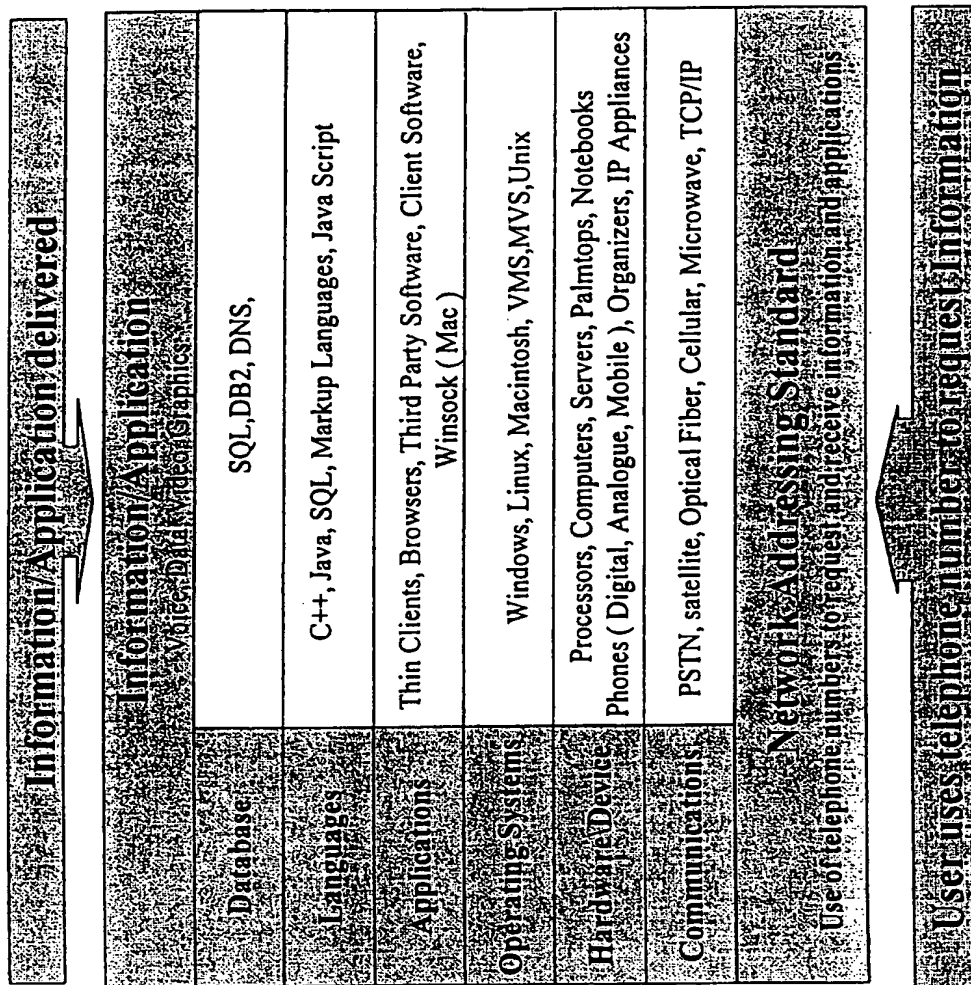 Information/Application delivered
Information/Application
Voice Data Video Graphics
Database
SQL,DB2, DNS,
Languages
C++, Java, SQL, Markup Languages, Java Script
Applications
Thin Clients, Browsers, Third Party Software, Client Software,
Winsock ( Mac )
Operating Systems
Windows, Linux, Macintosh, VMS,MVS,Unix
Hardware/Device
Processors, Computers, Servers, Palmtops, Notebooks
Phones ( Digital, Analogue, Mobile ), Organizers, IP Appliances
Communications
PSTN, satellite, Optical Fiber, Cellular, Microwave, TCP/IP
Network Addressing Standard
Use of telephone numbers to request and receive information and applications
User uses telephone number to request Information